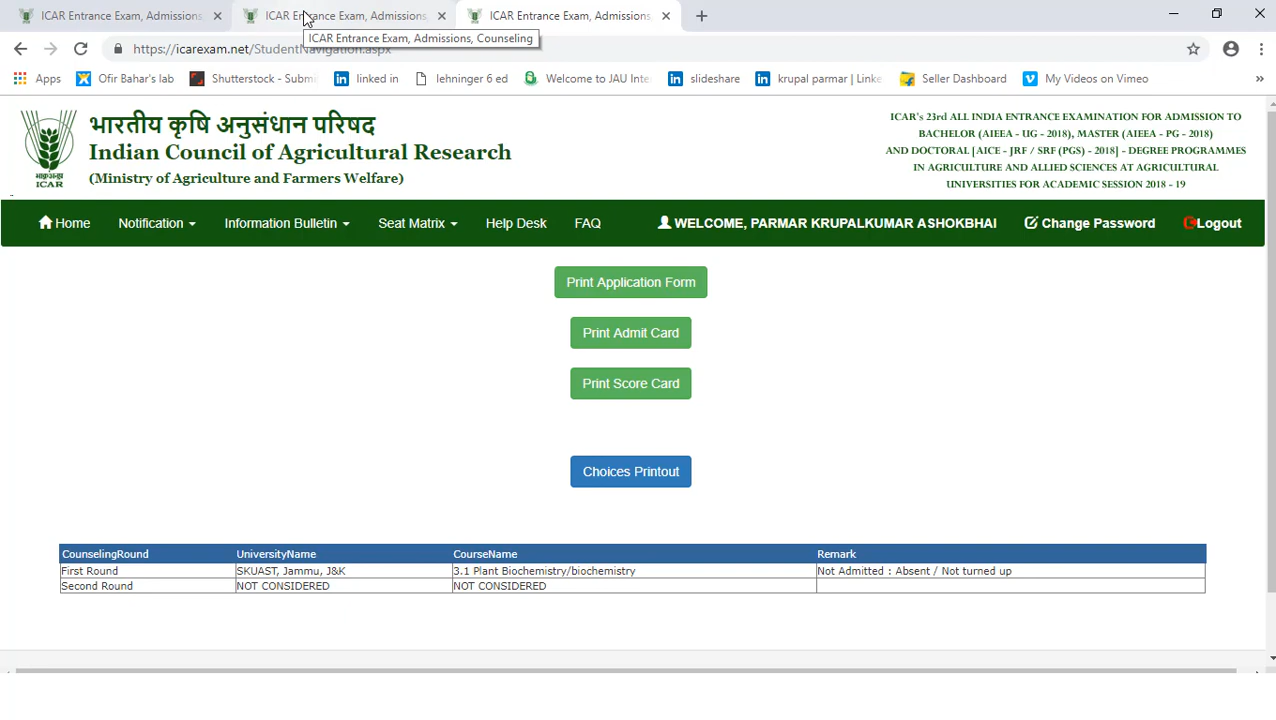 ICAR Entrance Exam, Admissions, ICAR Entrance Exam, Admissions, ICAR Entrance Exam, Admissions,
ICAR Entrance Exam, Admissions, Counseling
https://icarexam.net/StudentNavigation.aspx
Apps Ofir Bahar's lab Shutterstock - Submi linked in lehninger 6 ed Welcome to JAU Inte slideshare krupal parmar | Linke Seller Dashboard My Videos on Vimeo »
भारतीय कृषि अनुसंधान परिषद
Indian Council of Agricultural Research
(Ministry of Agriculture and Farmers Welfare)
ICAR
ICAR's 23rd ALL INDIA ENTRANCE EXAMINATION FOR ADMISSION TO
BACHELOR (AIEEA - UG - 2018), MASTER (AIEEA - PG - 2018)
AND DOCTORAL [AICE - JRF / SRF (PGS) - 2018] - DEGREE PROGRAMMES
IN AGRICULTURE AND ALLIED SCIENCES AT AGRICULTURAL
UNIVERSITIES FOR ACADEMIC SESSION 2018 - 19
Home Notification Information Bulletin Seat Matrix Help Desk FAQ WELCOME, PARMAR KRUPALKUMAR ASHOKBHAI Change Password Logout
Print Application Form
Print Admit Card
Print Score Card
Choices Printout
CounselingRound UniversityName CourseName Remark
First Round SKUAST, Jammu, J&K 3.1 Plant Biochemistry/biochemistry Not Admitted : Absent / Not turned up
Second Round NOT CONSIDERED NOT CONSIDERED